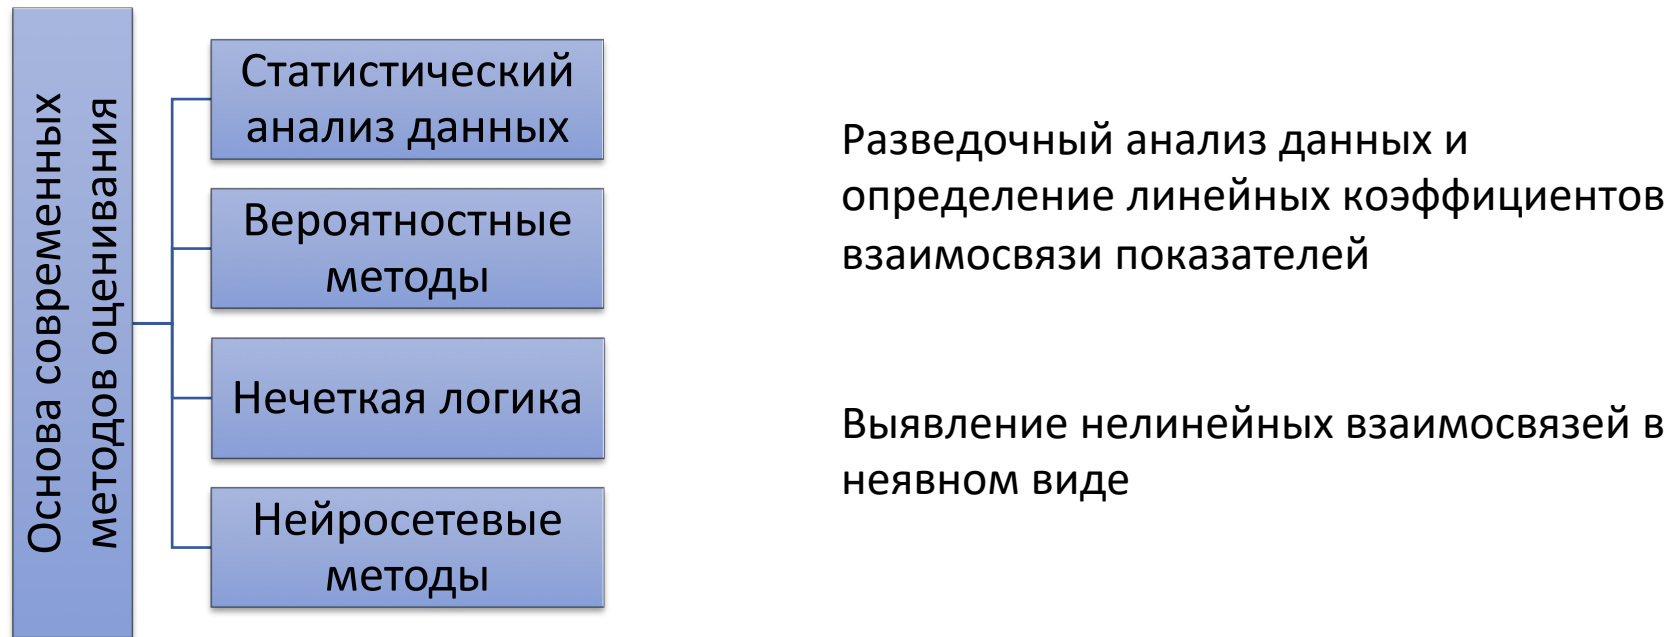 Основа современных
методов оценивания
Статистический
анализ данных
Вероятностные
методы
Нечеткая логика
Нейросетевые
методы
Разведочный анализ данных и
определение линейных коэффициентов
взаимосвязи показателей
Выявление нелинейных взаимосвязей в
неявном виде